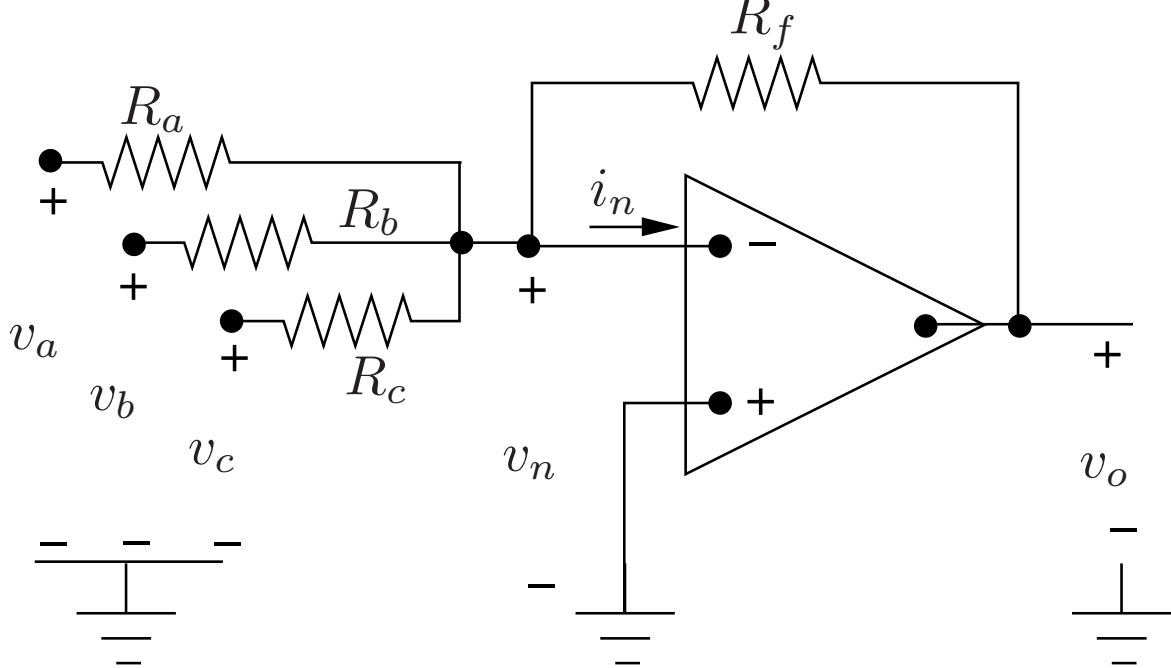 R_f
R_a
+
i_n
R_b
−
+
+
v_a
+
R_c
+
+
v_b
v_c
v_n
v_o
−
− − −
−